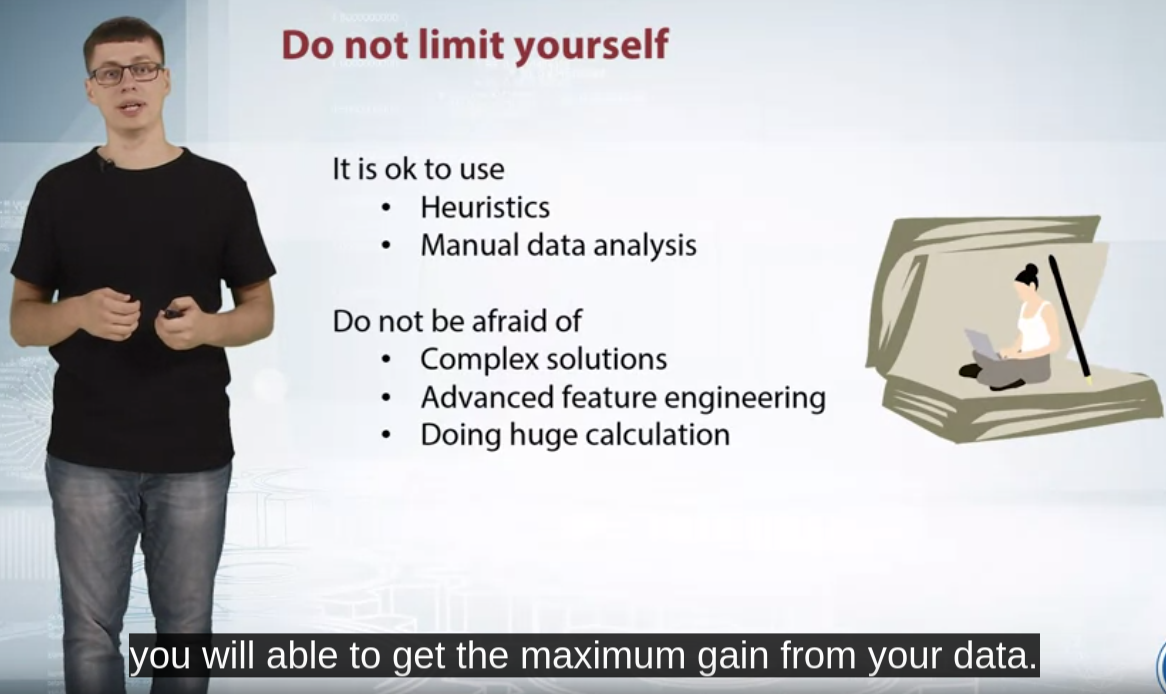 Do not limit yourself
It is ok to use
• Heuristics
• Manual data analysis
Do not be afraid of
• Complex solutions
• Advanced feature engineering
• Doing huge calculation
you will able to get the maximum gain from your data.